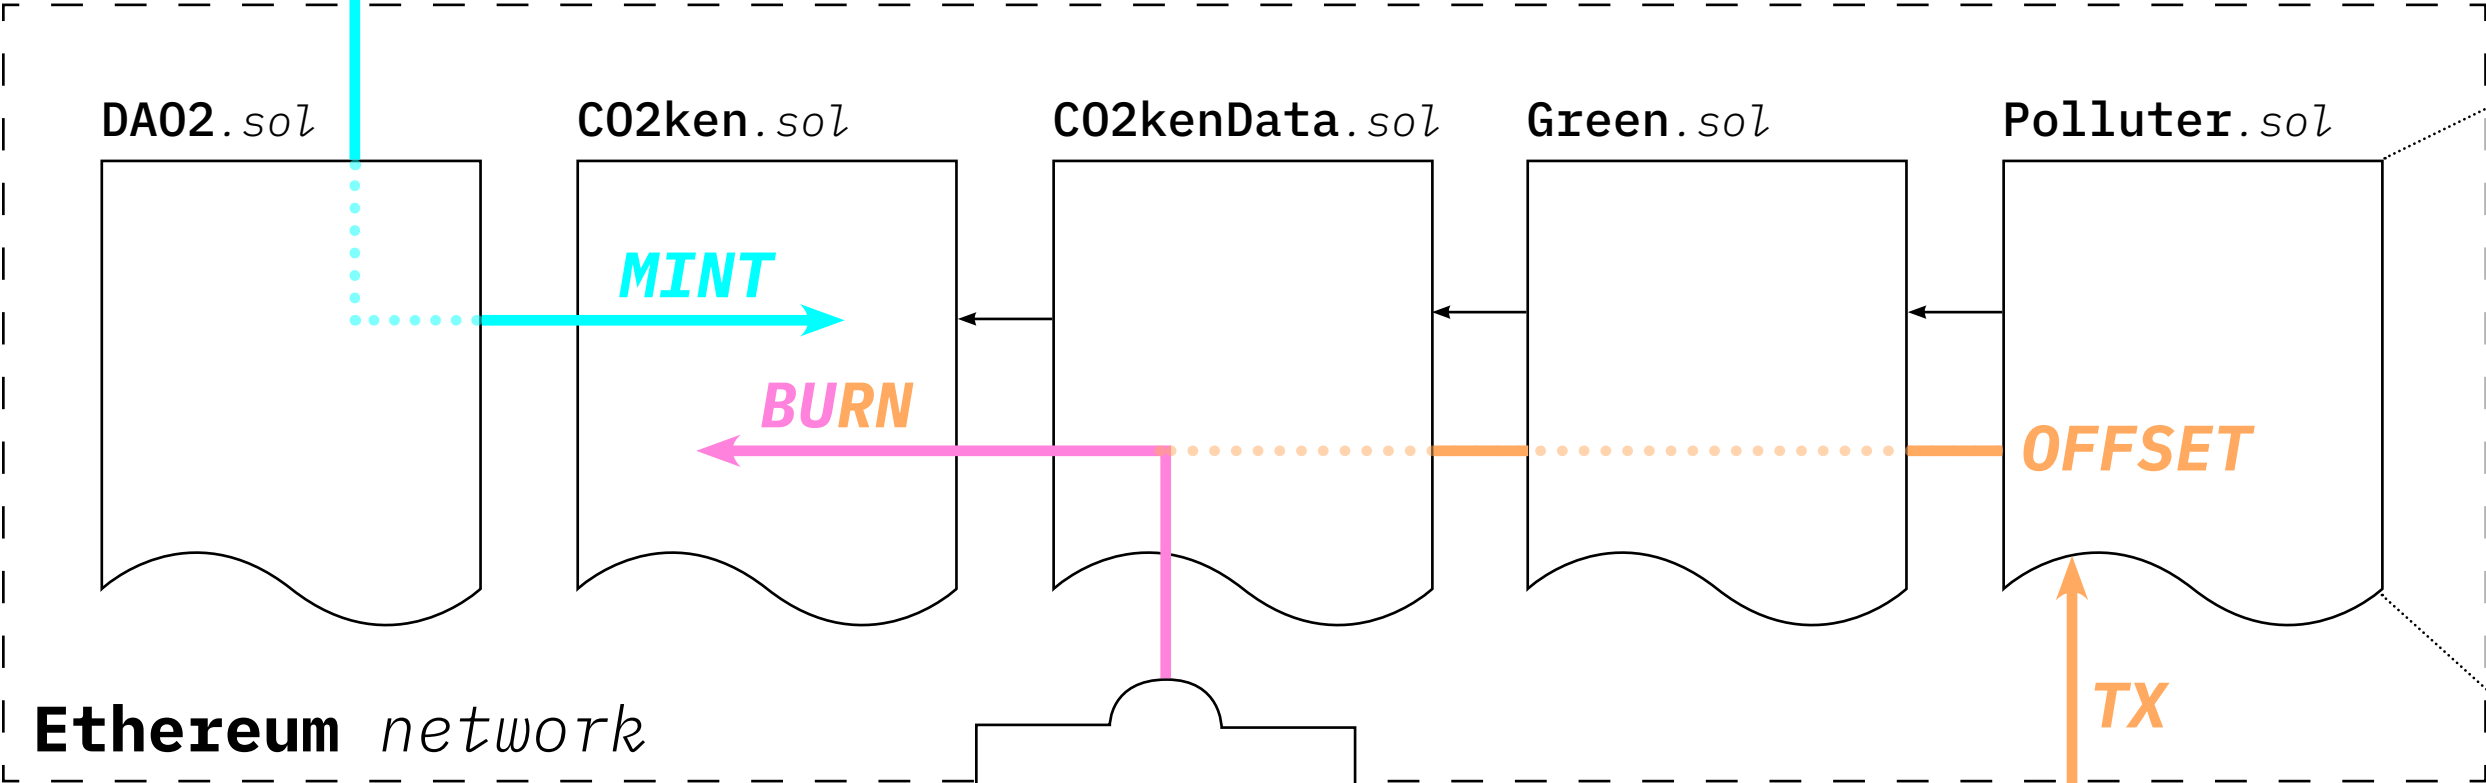 DAO2.sol
CO2ken.sol
CO2kenData.sol
Green.sol
Polluter.sol
MINT
BURN
OFFSET
TX
Ethereum network